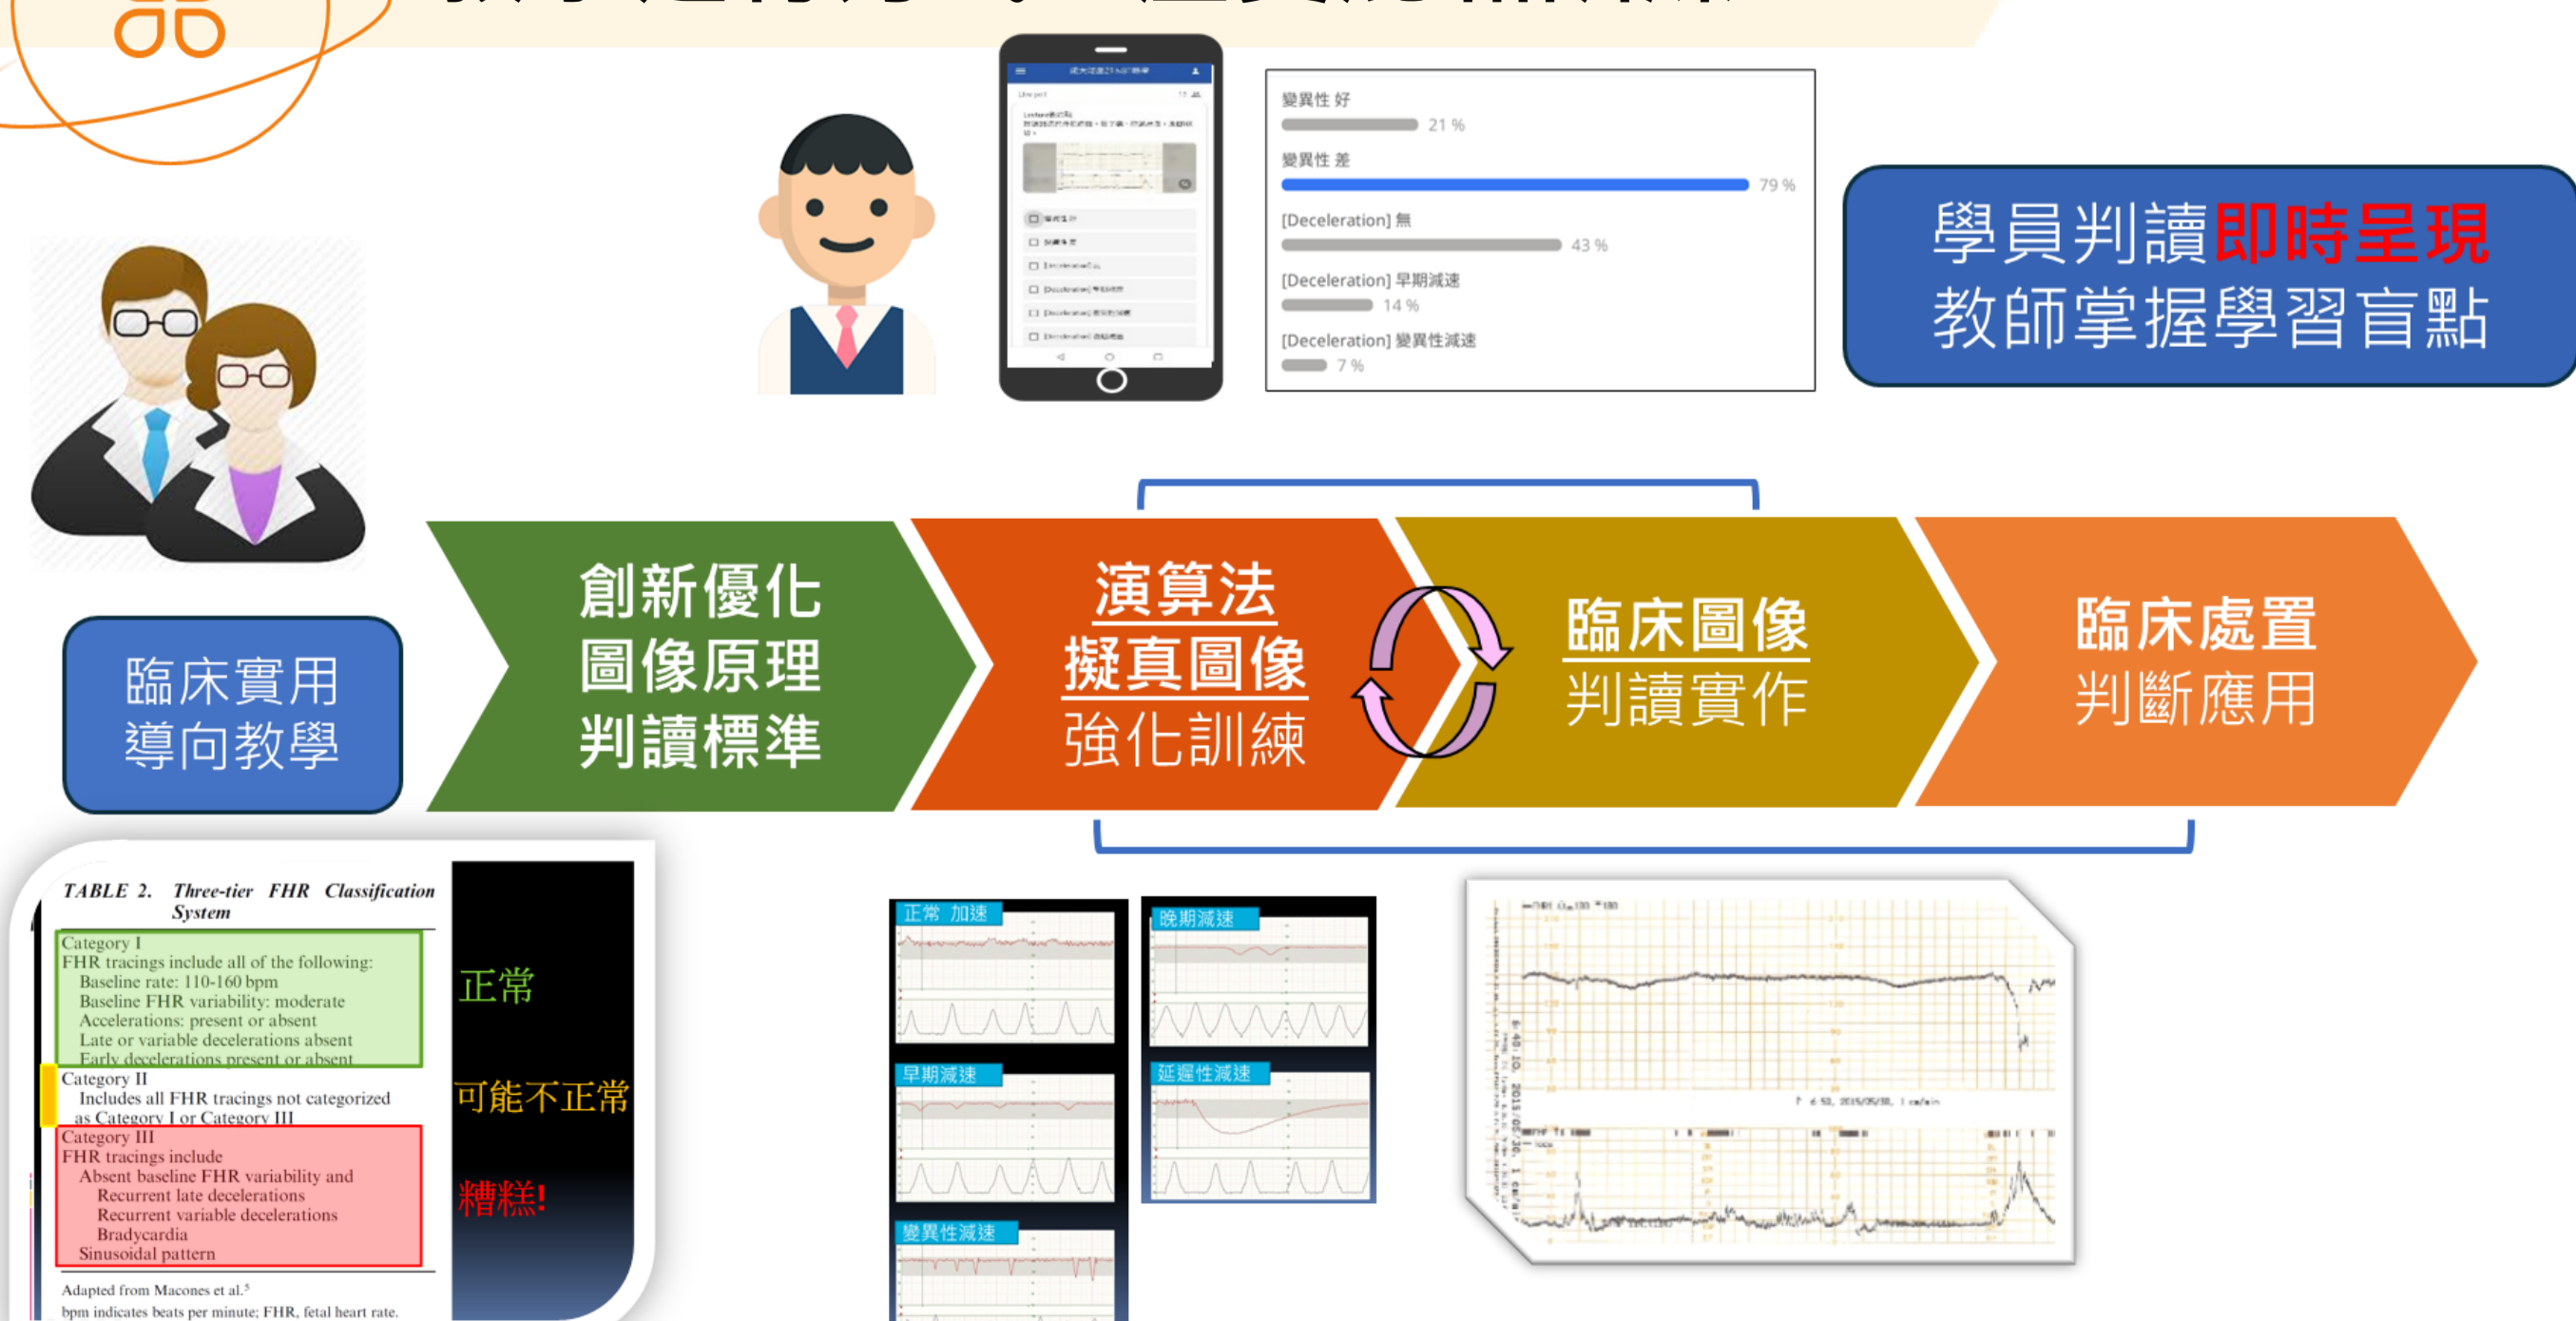 變異性 好
21 %
變異性 差
79 %
[Deceleration] 無
43 %
[Deceleration] 早期減速
14 %
[Deceleration] 變異性減速
7 %
學員判讀即時呈現
教師掌握學習盲點
臨床實用
導向教學
創新優化
圖像原理
判讀標準
演算法
擬真圖像
強化訓練
臨床圖像
判讀實作
臨床處置
判斷應用
TABLE 2. Three-tier FHR Classification
System
Category I
FHR tracings include all of the following:
Baseline rate: 110-160 bpm
Baseline FHR variability: moderate
Accelerations: present or absent
Late or variable decelerations absent
Early decelerations present or absent
Category II
Includes all FHR tracings not categorized
as Category I or Category III
Category III
FHR tracings include
Absent baseline FHR variability and
Recurrent late decelerations
Recurrent variable decelerations
Bradycardia
Sinusoidal pattern
Adapted from Macones et al.5
bpm indicates beats per minute; FHR, fetal heart rate.
正常
可能不正常
糟糕!
正常 加速
早期減速
變異性減速
晚期減速
延遲性減速
6:50, 2015/05/30, 1 cm/min